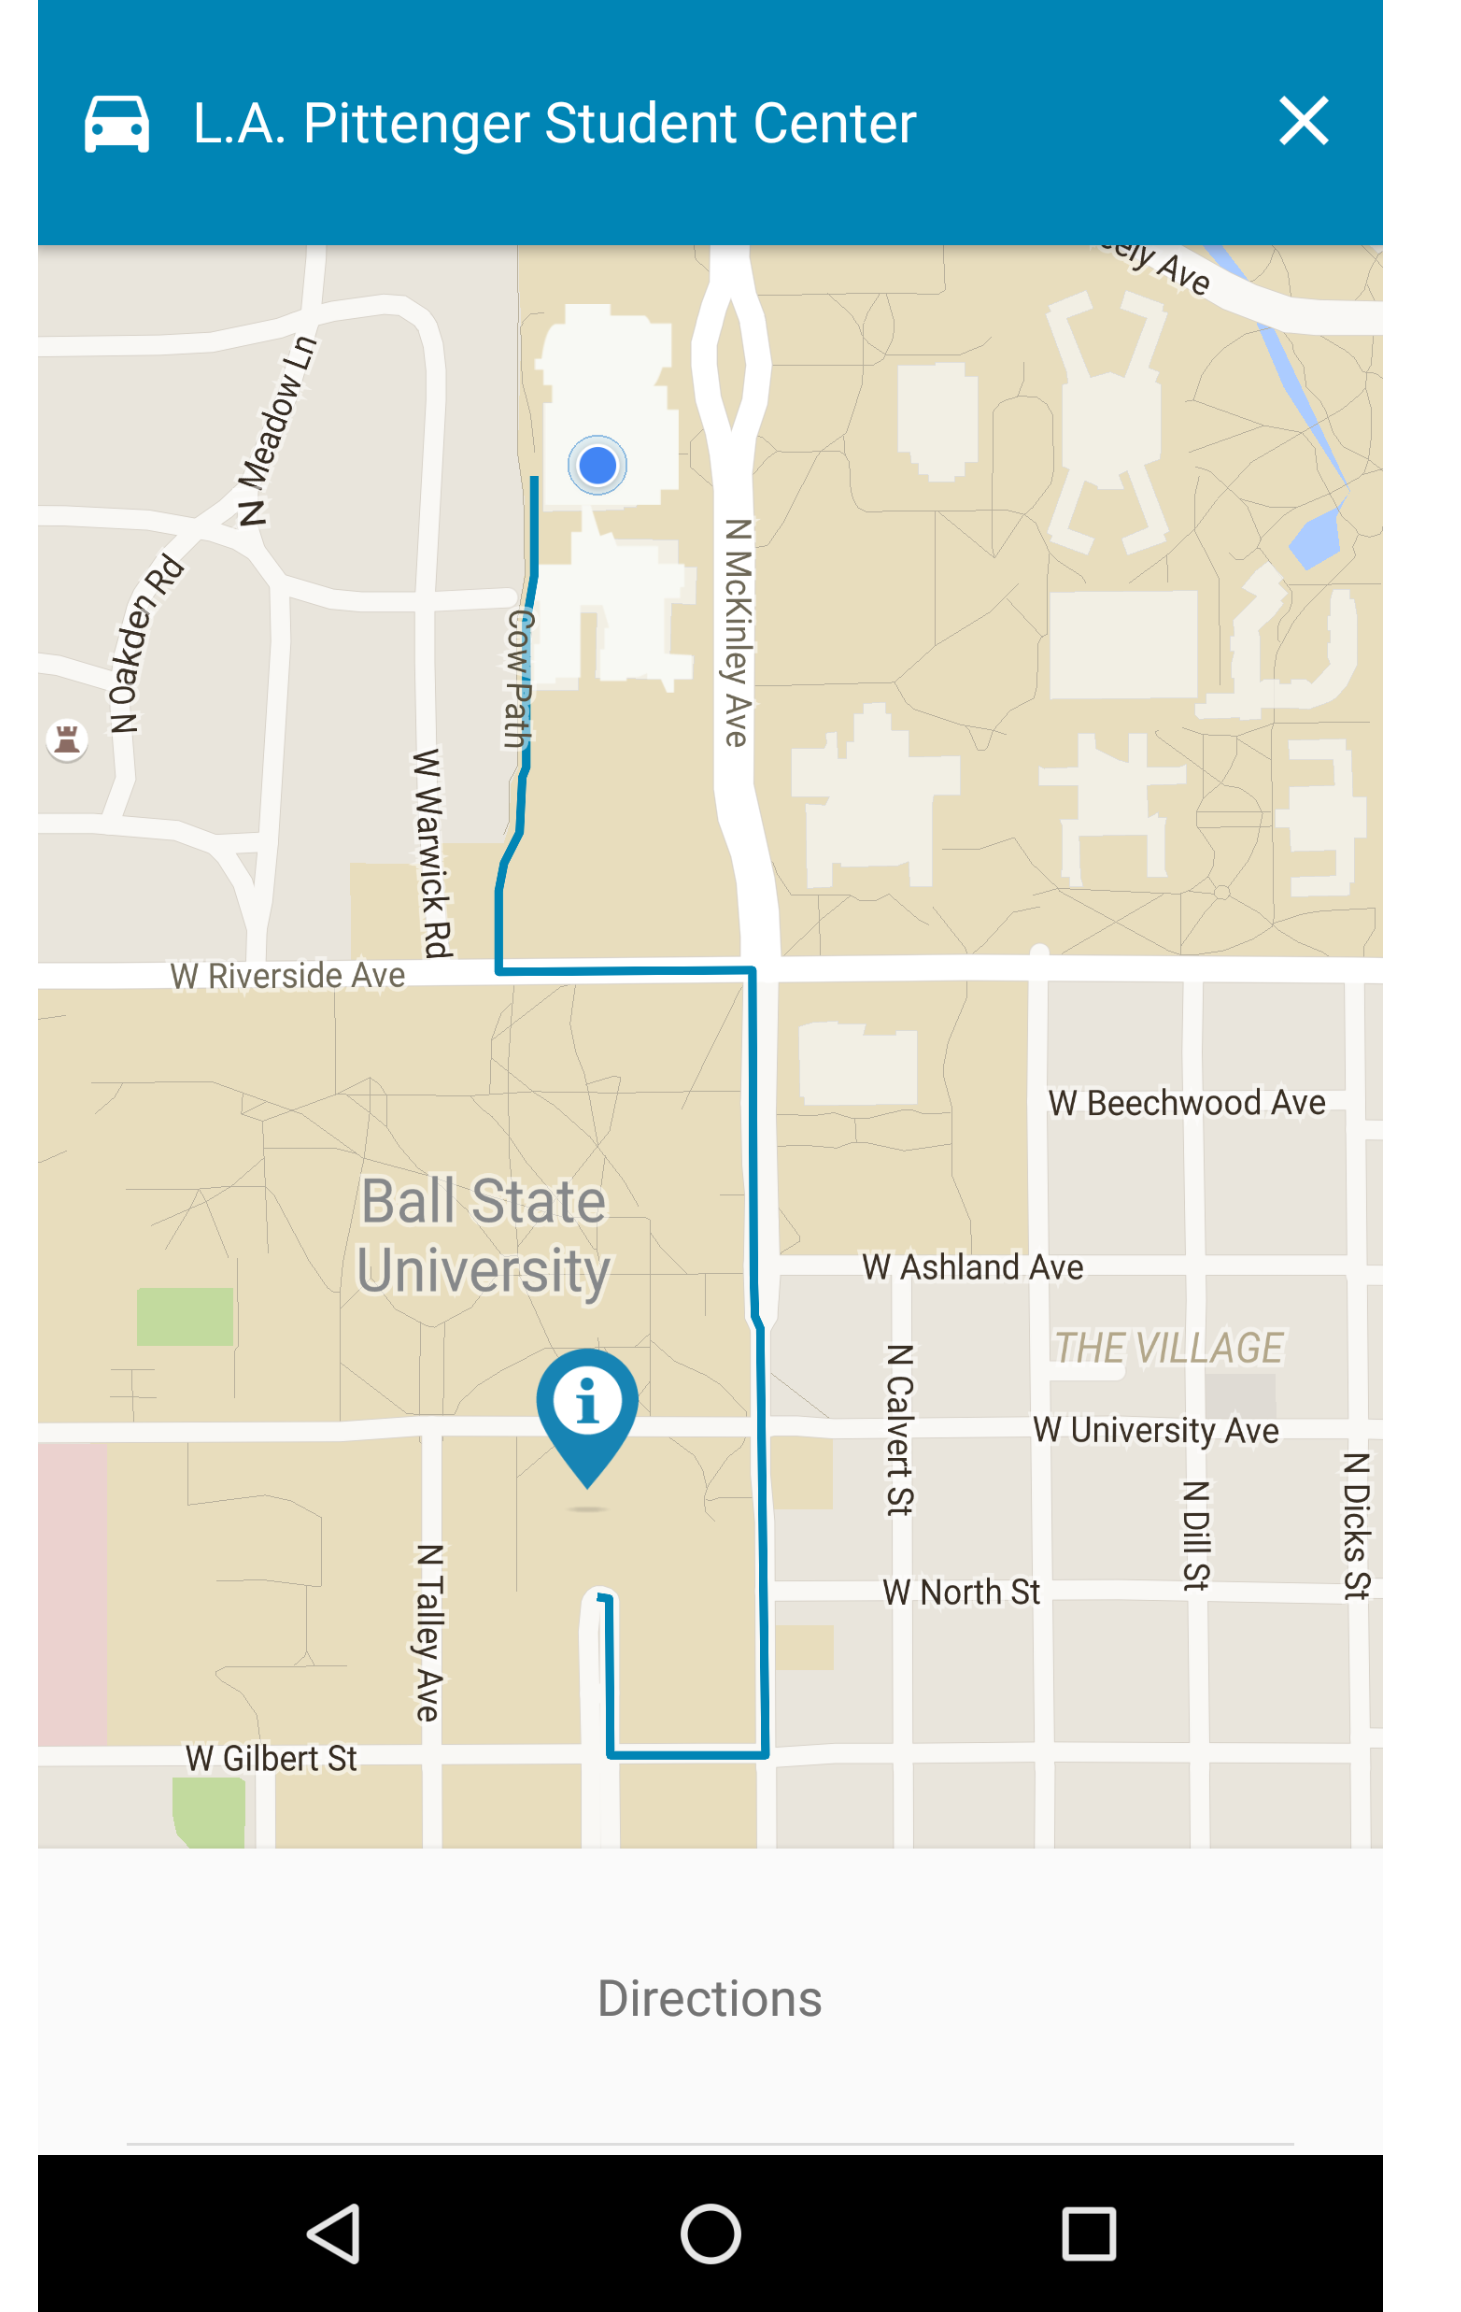 L.A. Pittenger Student Center
ely Ave
N Meadow Ln
N
N Oakden Rd
Cow Path
N McKinley Ave
W Warwick Rd
W Riverside Ave
W Beechwood Ave
Ball State
University
W Ashland Ave
THE VILLAGE
N Calvert St
W University Ave
N Dill St
N Dicks St
N Talley Ave
W North St
W Gilbert St
Directions